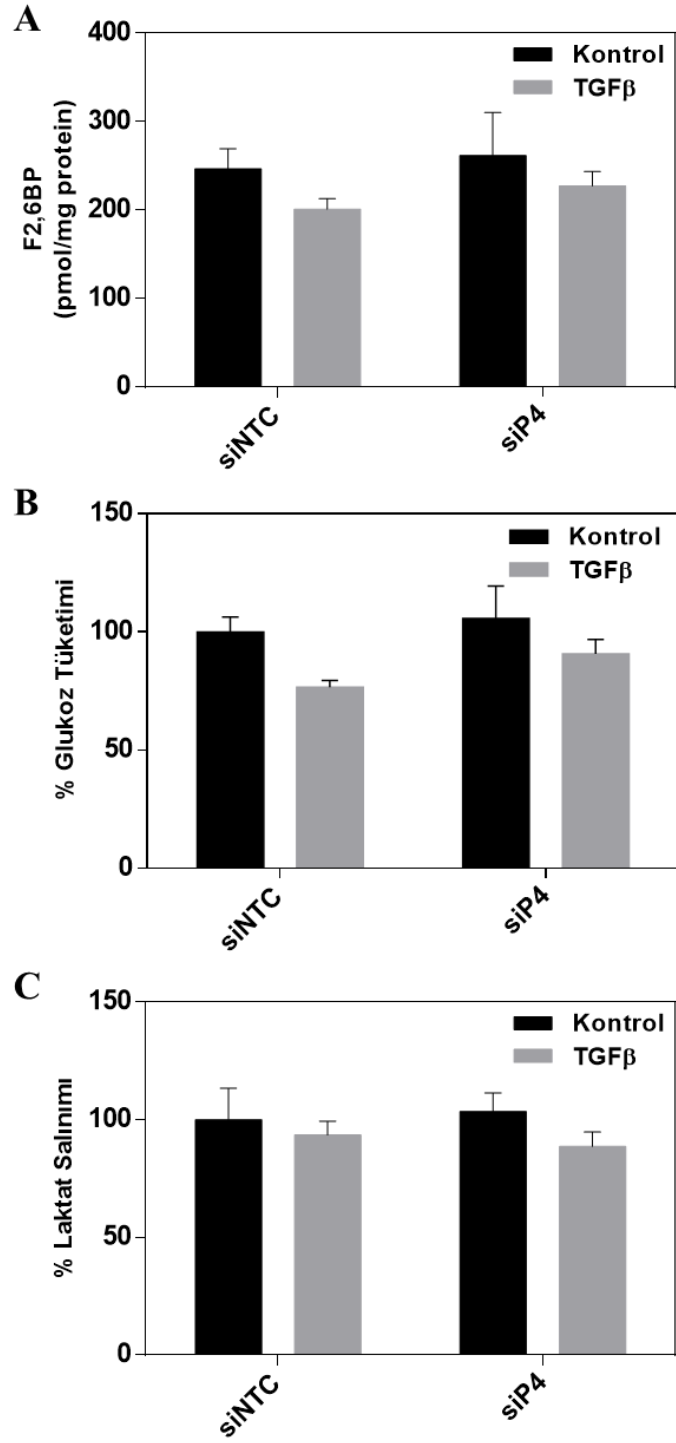 A
400
300
200
100
0
F2,6BP
(pmol/mg protein)
Kontrol
TGFβ
siNTC
siP4
B
150
100
50
0
% Glukoz Tüketimi
Kontrol
TGFβ
siNTC
siP4
C
150
100
50
0
% Laktat Salınımı
Kontrol
TGFβ
siNTC
siP4